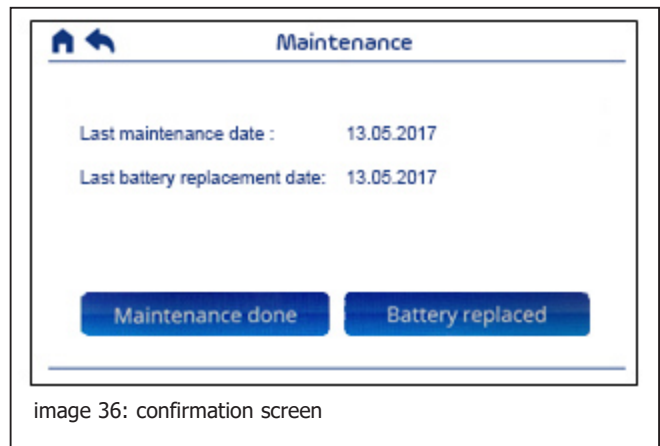 Maintenance
Last maintenance date : 13.05.2017
Last battery replacement date: 13.05.2017
Maintenance done Battery replaced
image 36: confirmation screen